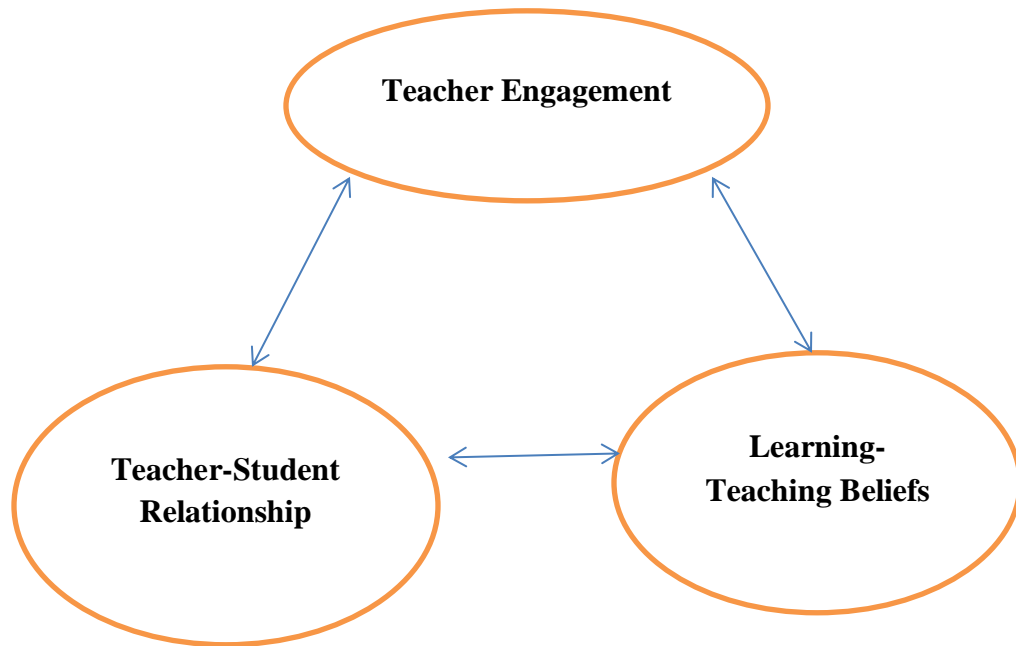 Teacher Engagement
Teacher-Student
Relationship
Learning-
Teaching Beliefs